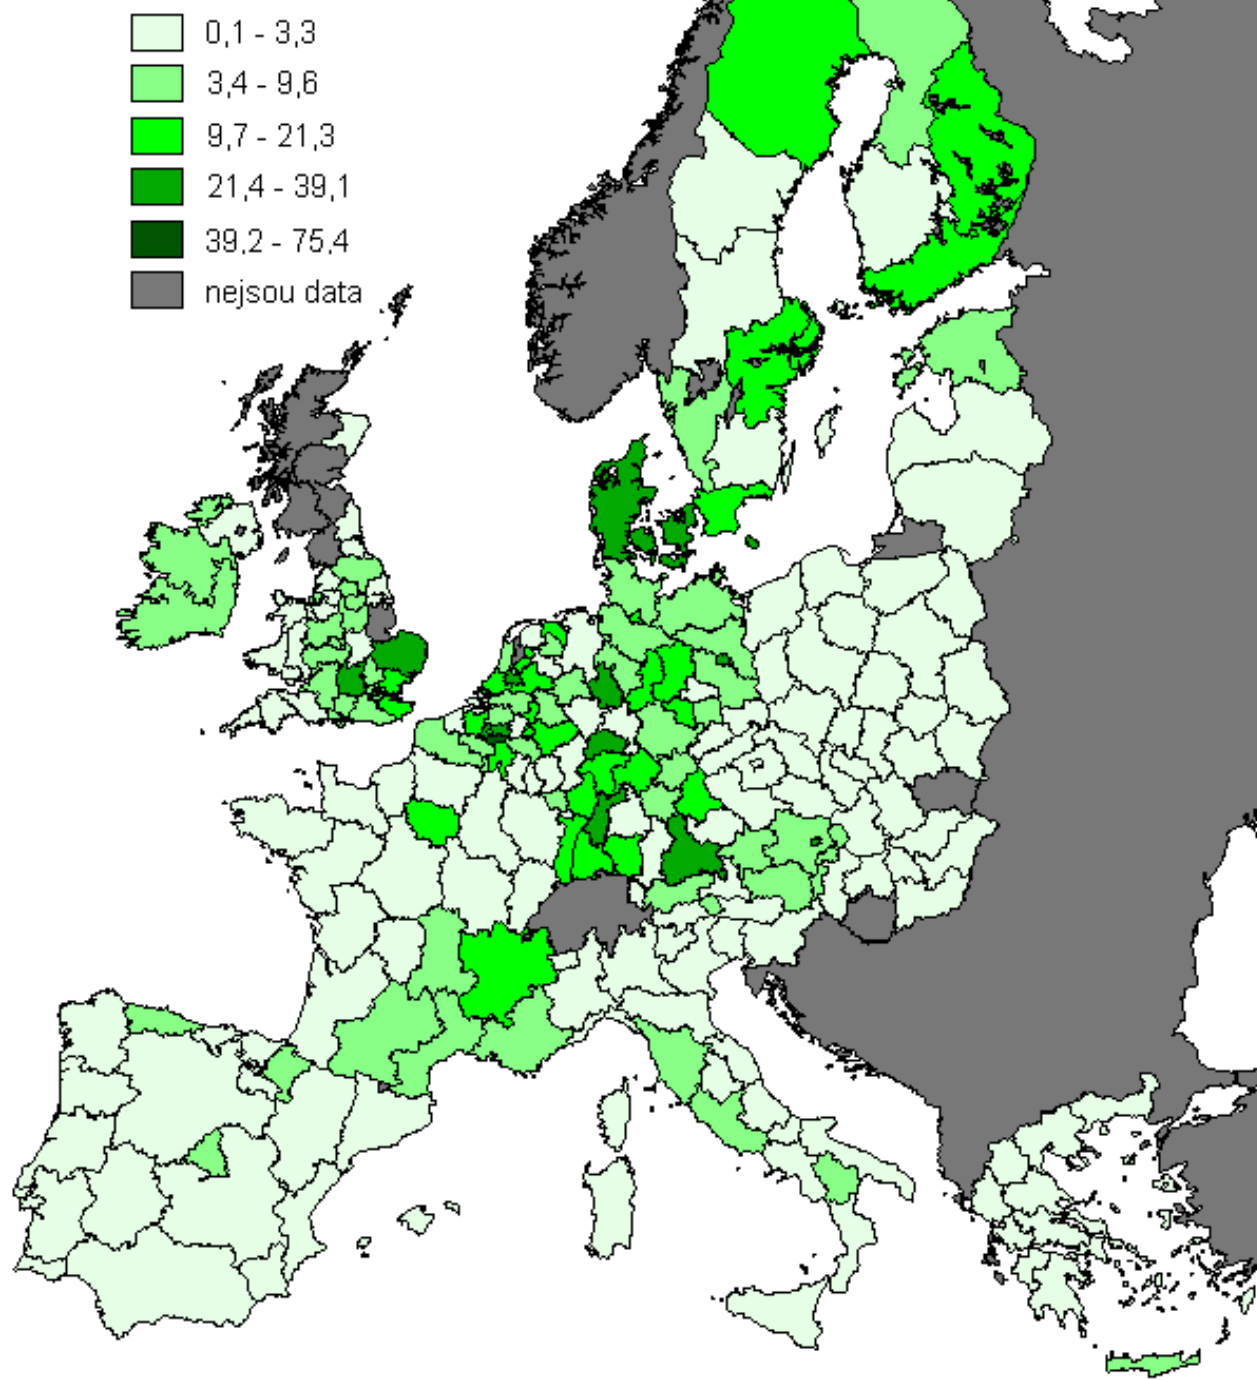 0,1 - 3,3
3,4 - 9,6
9,7 - 21,3
21,4 - 39,1
39,2 - 75,4
nejsou data